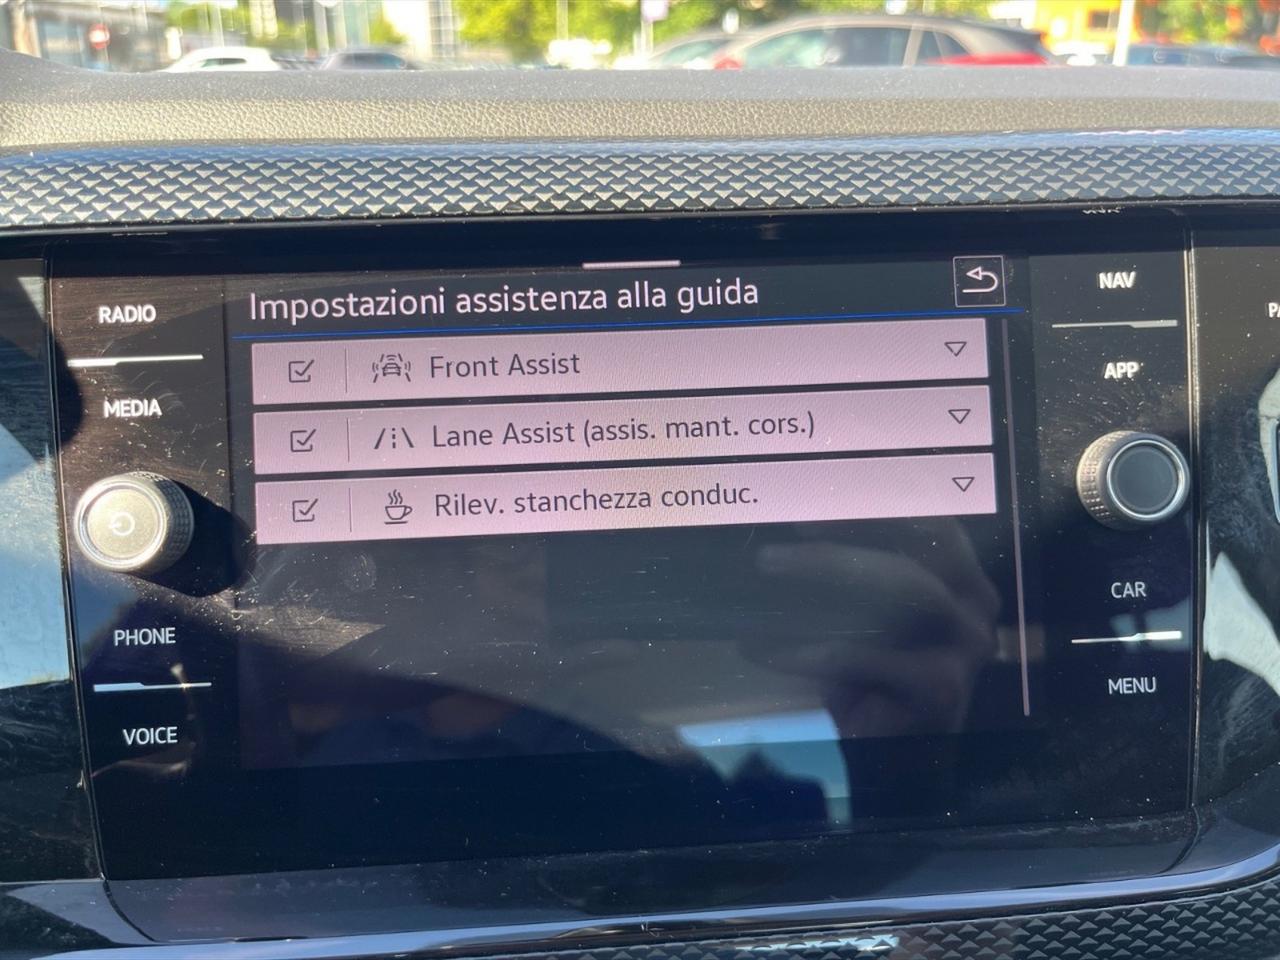 RADIO
MEDIA
PHONE
VOICE
Impostazioni assistenza alla guida
Front Assist
Lane Assist (assis. mant. cors.)
Rilev. stanchezza conduc.
NAV
APP
CAR
MENU